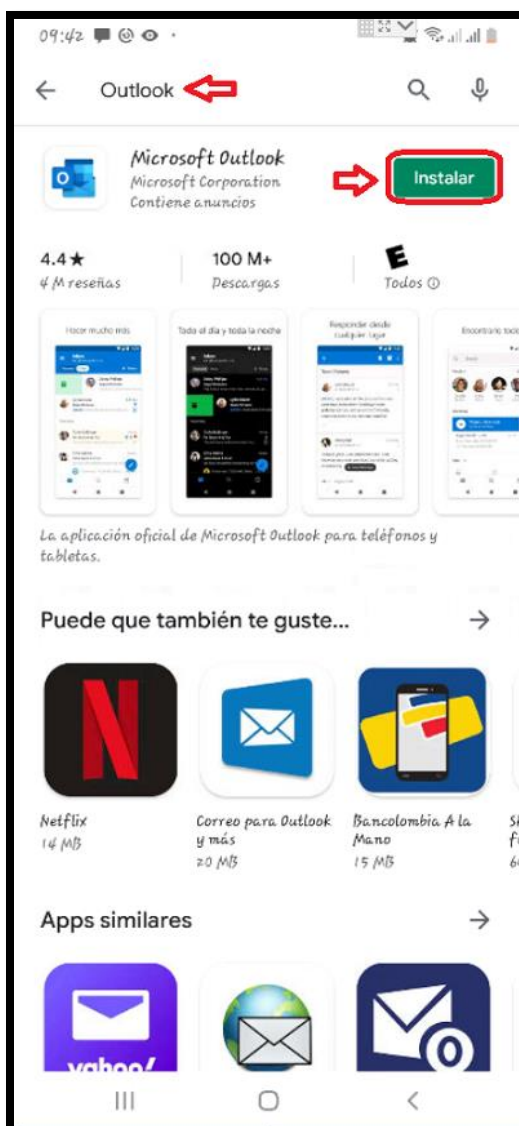 09:42
Outlook
Microsoft Outlook
Microsoft Corporation
Contiene anuncios
Instalar
4.4★
4 M reseñas
100 M+
Descargas
E
Todos
Hacer mucho más
Todo el día y toda la noche
Responder desde
cualquier lugar
Encontrarlo todo
La aplicación oficial de Microsoft Outlook para teléfonos y
tabletas.
Puede que también te guste...
N
Netflix
14 MB
Correo para Outlook
y más
20 MB
Bancolombia A la
Mano
15 MB
Apps similares
yahoo!